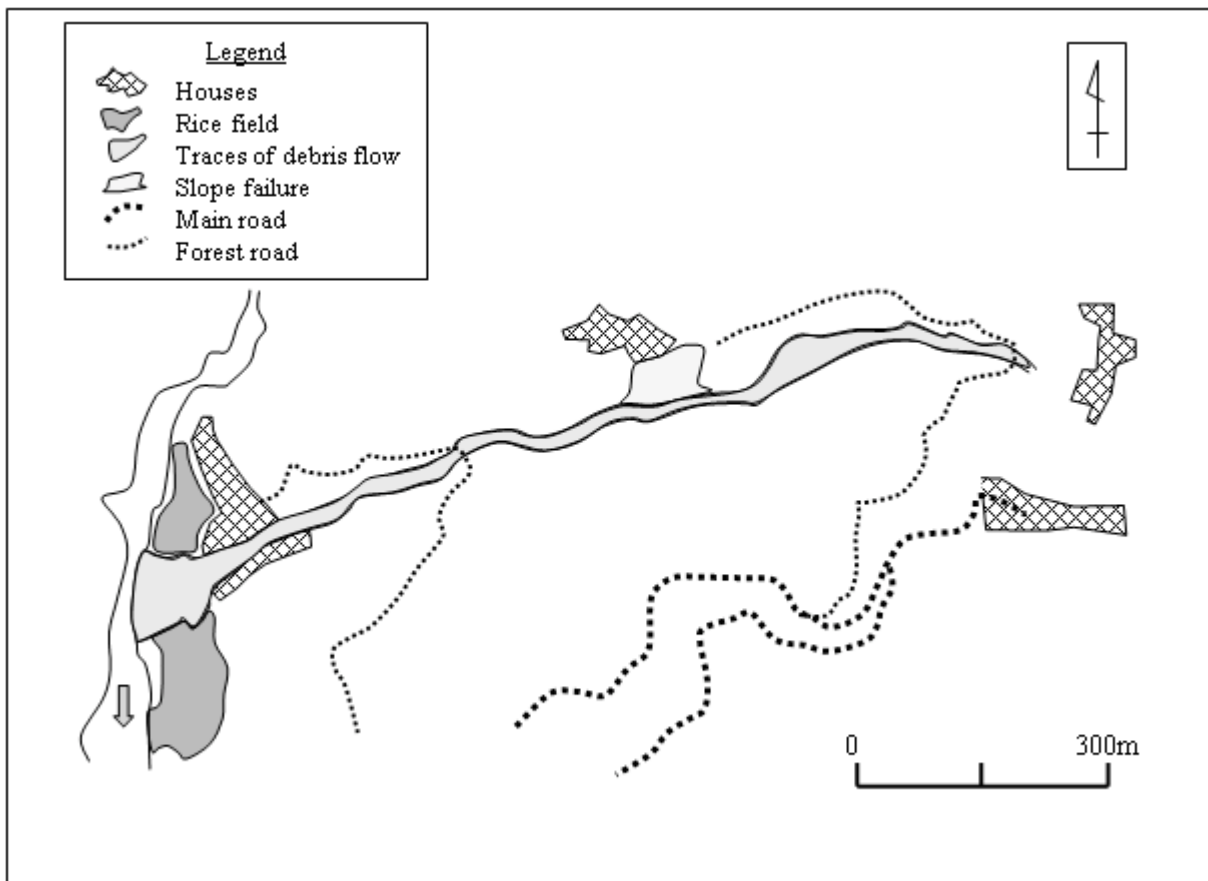 Legend
Houses
Rice field
Traces of debris flow
Slope failure
Main road
Forest road
0 300m